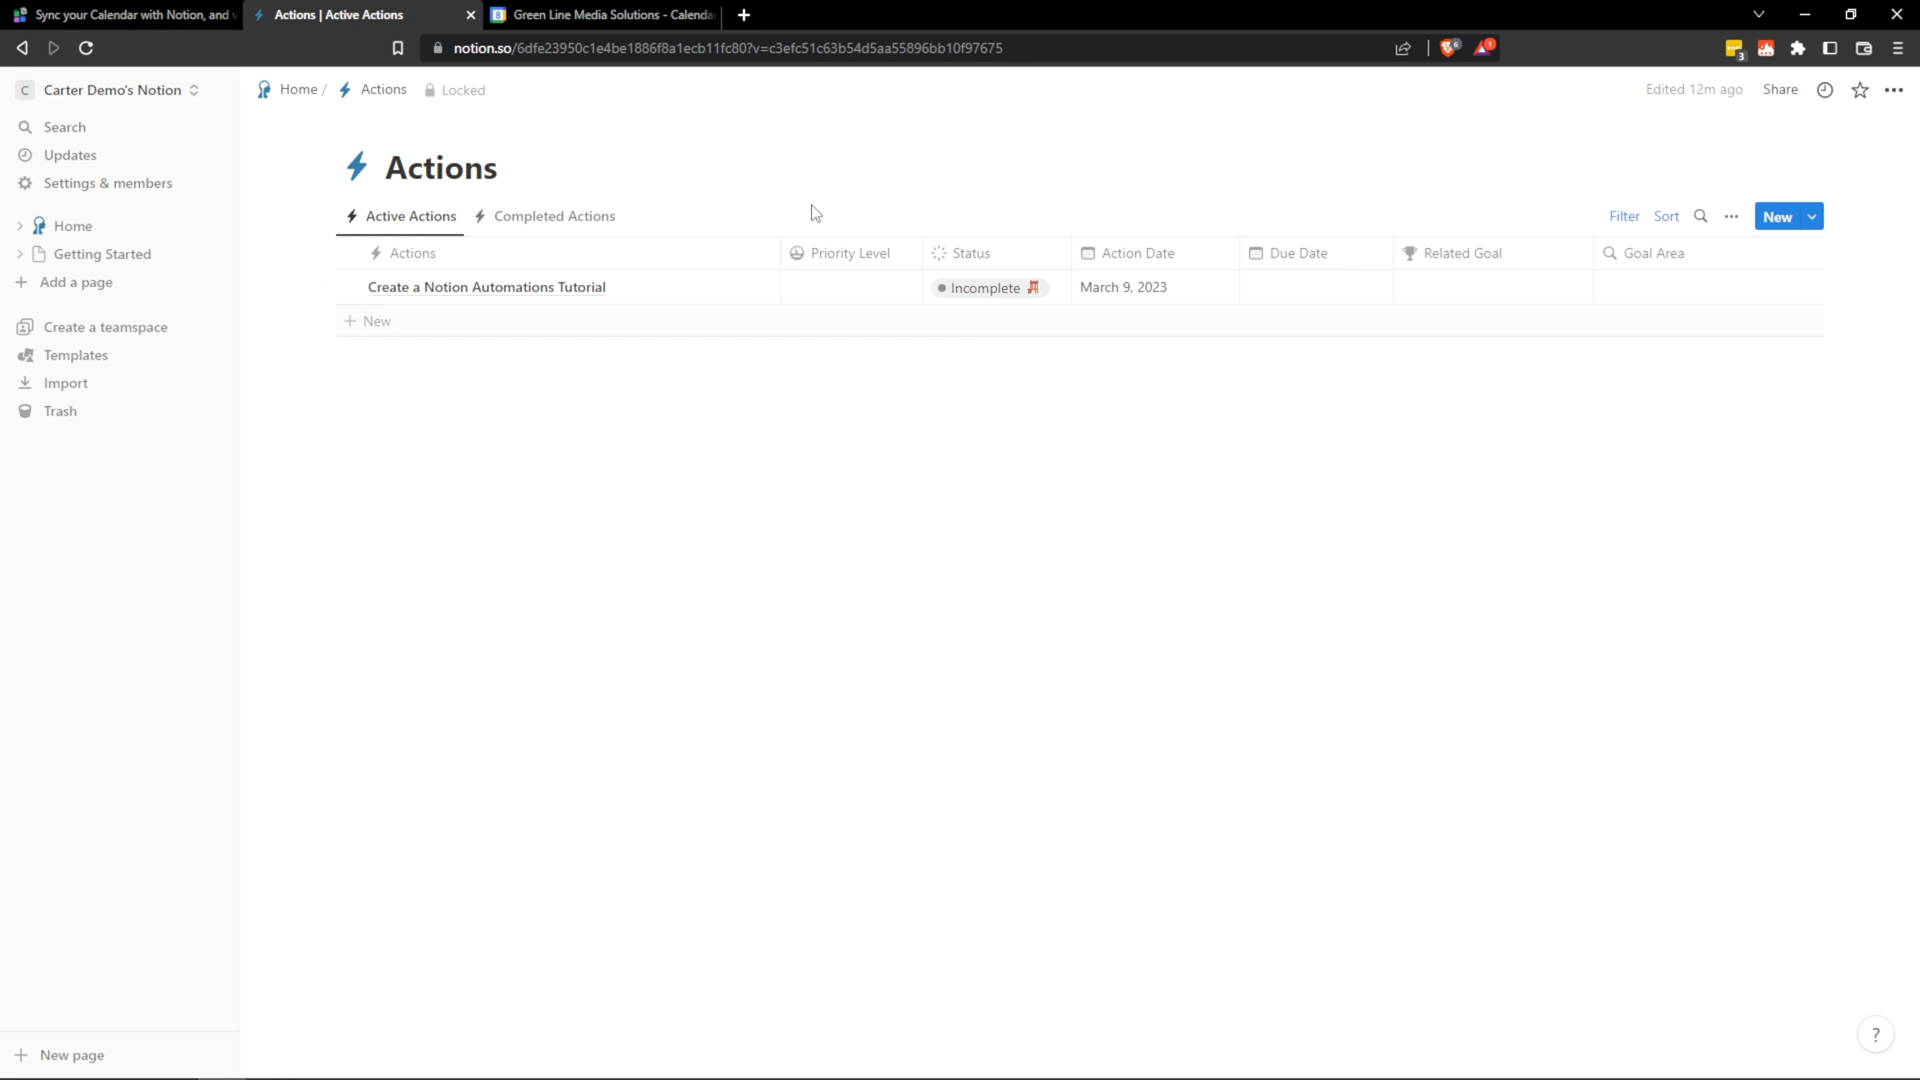 Sync your Calendar with Notion, and
Actions | Active Actions
Green Line Media Solutions - Calenda
notion.so/6dfe23950c1e4be1886f8a1ecb11fc80?v=c3efc51c63b54d5aa55896bb10f97675
6
1
3
C Carter Demo's Notion
Search
Updates
Settings & members
Home
Getting Started
Add a page
Create a teamspace
Templates
Import
Trash
New page
Home / Actions Locked
Edited 12m ago Share
Actions
Active Actions Completed Actions
Filter Sort New
Actions Priority Level Status Action Date Due Date Related Goal Goal Area
Create a Notion Automations Tutorial Incomplete March 9, 2023
+ New
?